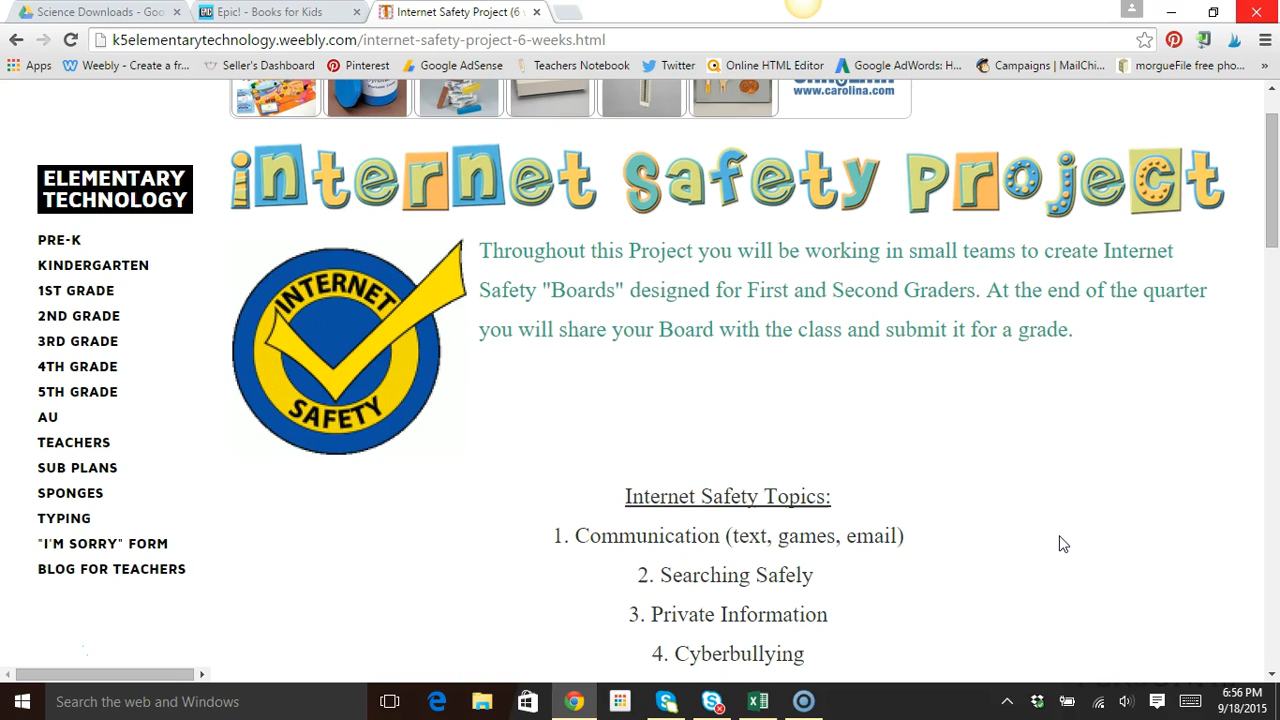 Science Downloads - Goo
Epic! - Books for Kids
Internet Safety Project (6
k5elementarytechnology.weebly.com/internet-safety-project-6-weeks.html
Apps
Weebly - Create a fr...
Seller's Dashboard
Pinterest
Google AdSense
Teachers Notebook
Twitter
Online HTML Editor
Google AdWords: H...
Campaigns | MailChi...
morgueFile free pho...
»
www.carolina.com
internet Safety Project
ELEMENTARY
TECHNOLOGY
PRE-K
KINDERGARTEN
1ST GRADE
2ND GRADE
3RD GRADE
4TH GRADE
5TH GRADE
AU
TEACHERS
SUB PLANS
SPONGES
TYPING
"I'M SORRY" FORM
BLOG FOR TEACHERS
INTERNET
SAFETY
Throughout this Project you will be working in small teams to create Internet
Safety "Boards" designed for First and Second Graders. At the end of the quarter
you will share your Board with the class and submit it for a grade.
Internet Safety Topics:
1. Communication (text, games, email)
2. Searching Safely
3. Private Information
4. Cyberbullying
Search the web and Windows
6:56 PM
9/18/2015